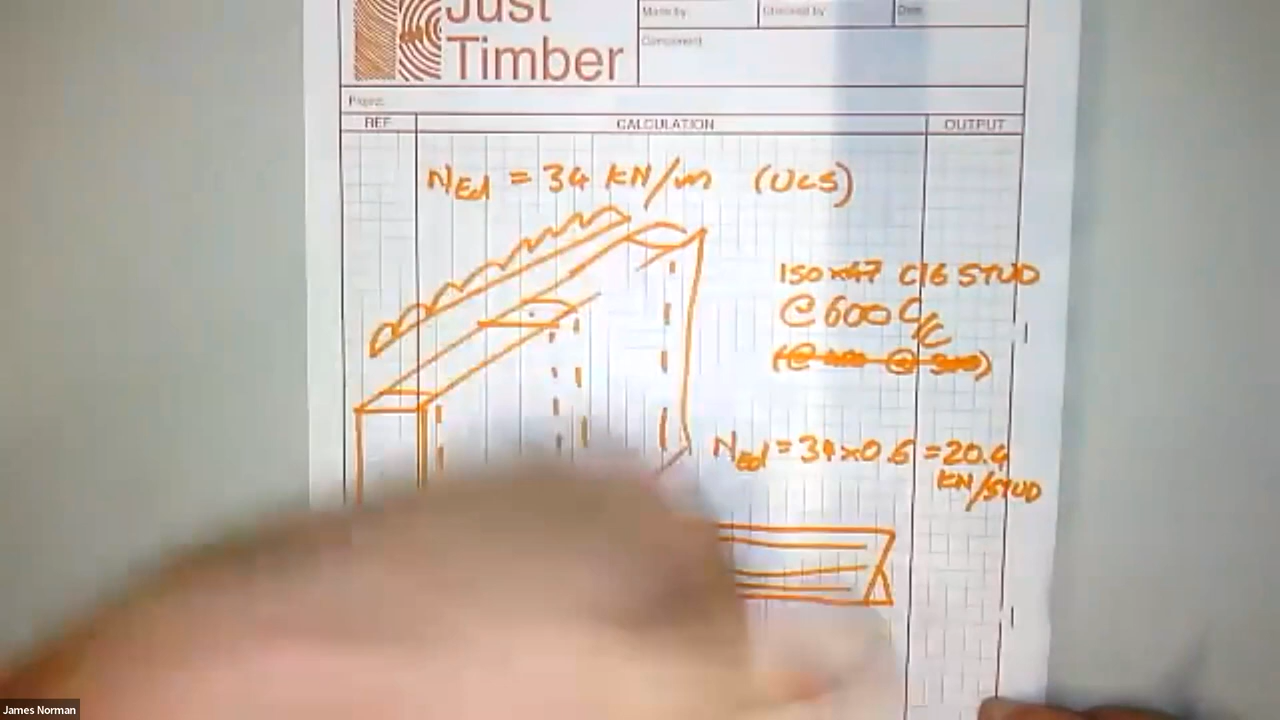 Just
Timber
Made by
Checked by
Date
Component
Project
REF
CALCULATION
OUTPUT
NEd = 34 KN/m (ULS)
150x47 C16 STUD
@600 C/C
NEd = 34x0.6 = 20.4
KN/STUD
James Norman